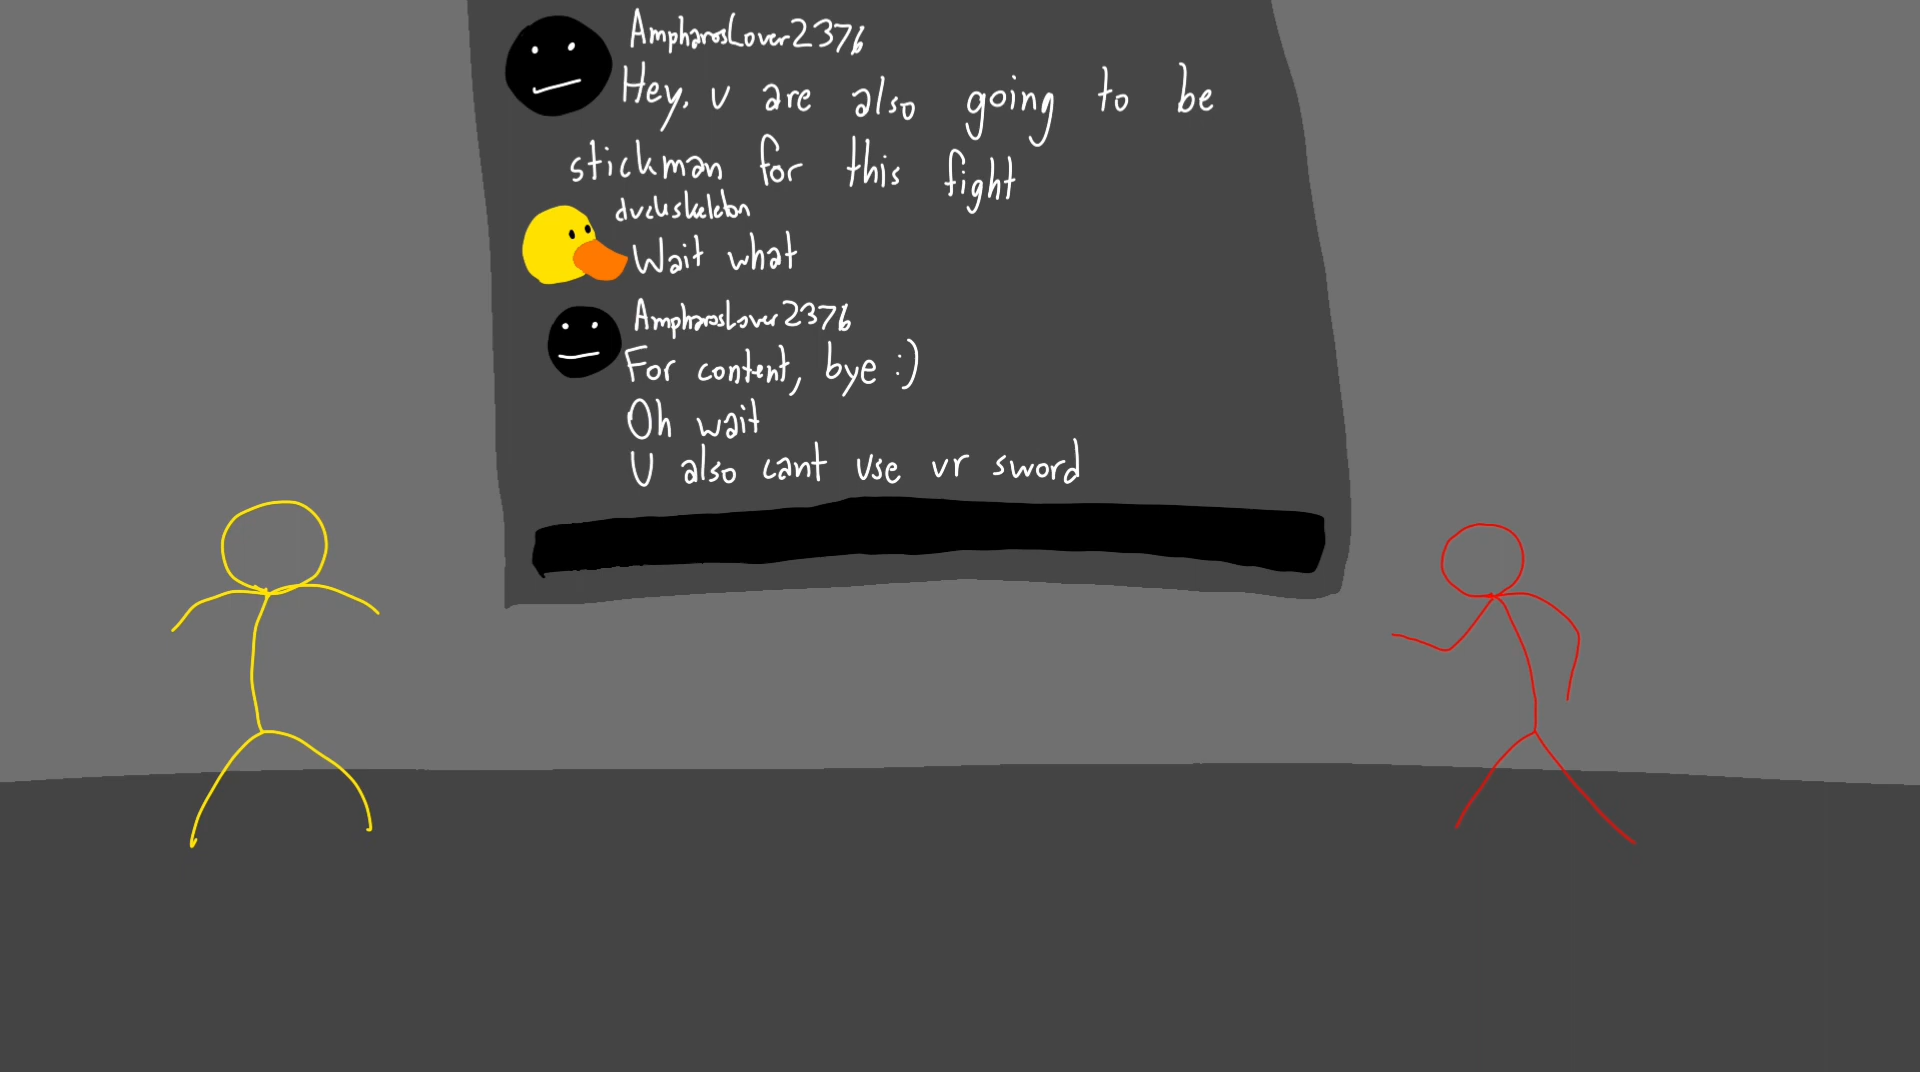 AmpharosLover2376
Hey, u are also going to be
stickman for this fight
duckskeleton
Wait what
AmpharosLover2376
For content, bye :)
Oh wait
U also cant use vr sword